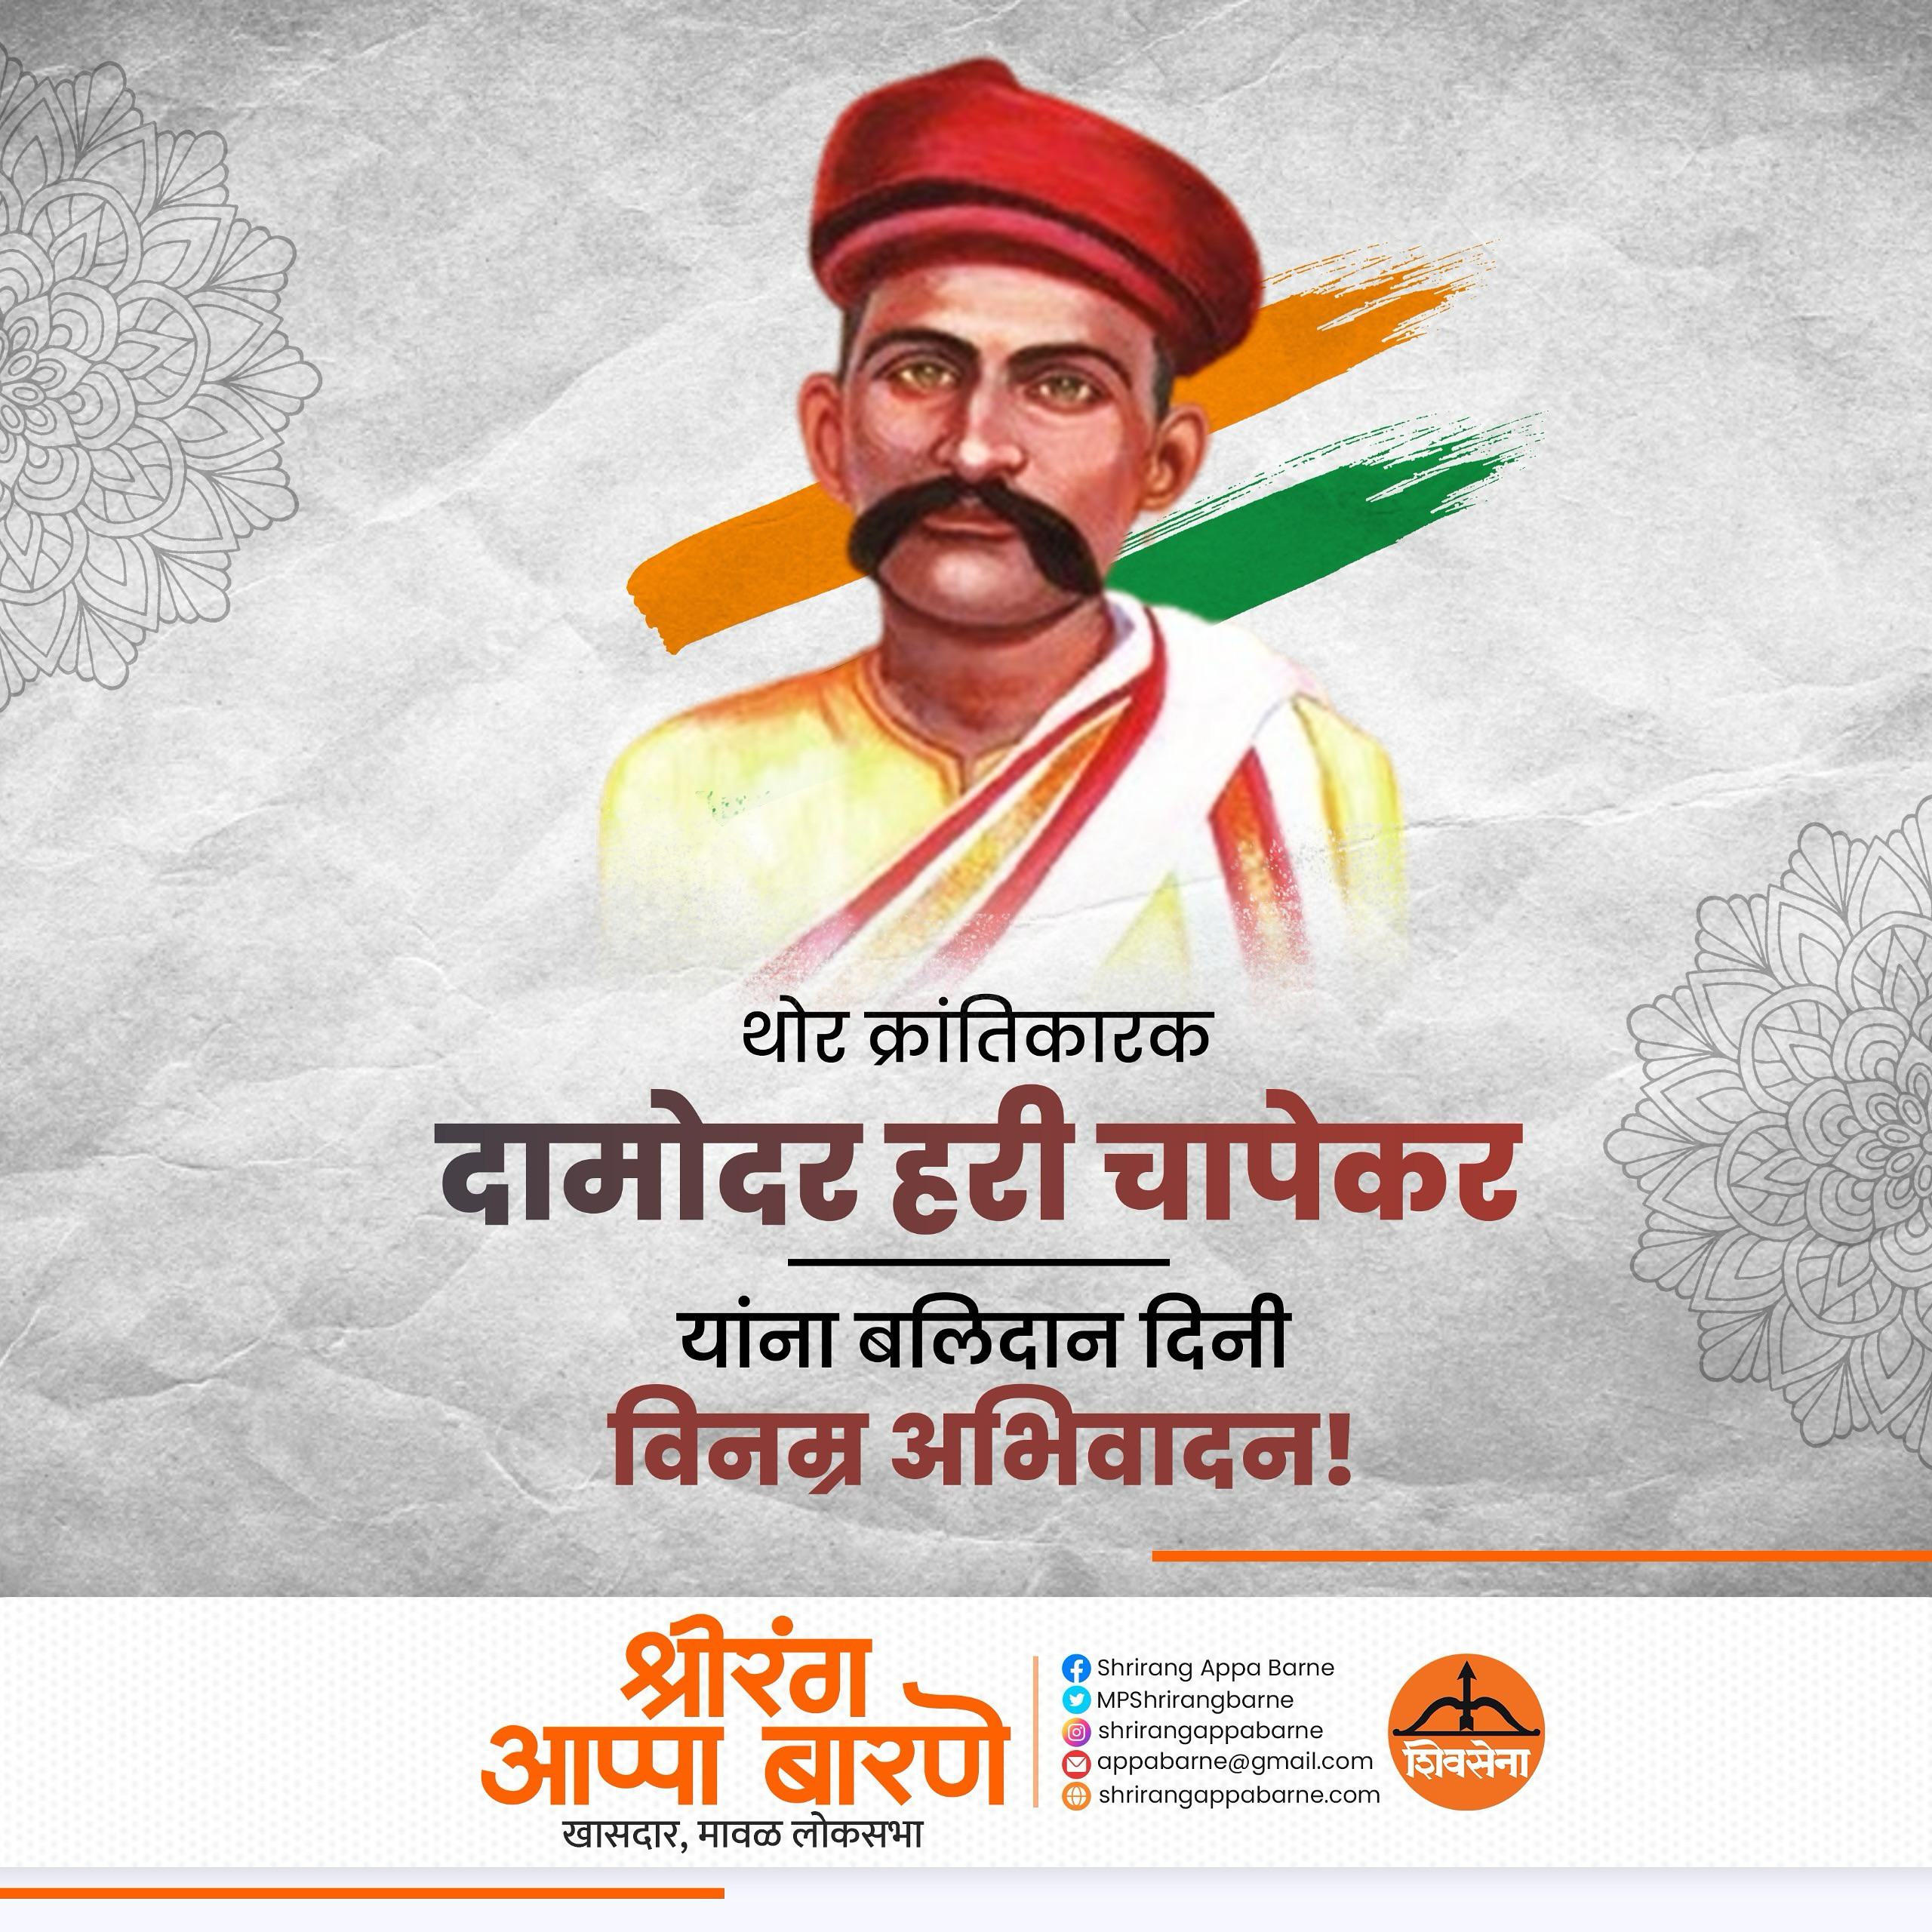 थोर क्रांतिकारक
दामोदर हरी चापेकर
यांना बलिदान दिनी
विनम्र अभिवादन!
श्रीरंग
आप्पा बारणे
खासदार, मावळ लोकसभा
Shrirang Appa Barne
MPShrirangbarne
shrirangappabarne
appabarne@gmail.com
shrirangappabarne.com
शिवसेना